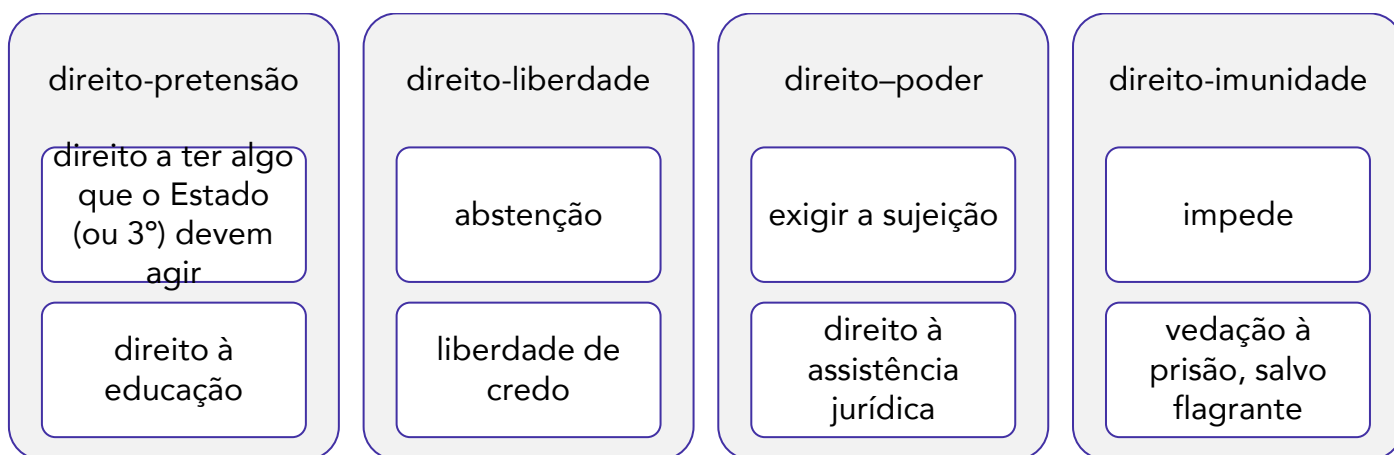 direito-pretensão
direito a ter algo
que o Estado
(ou 3º) devem
agir
direito à
educação
direito-liberdade
abstenção
liberdade de
credo
direito–poder
exigir a sujeição
direito à
assistência
jurídica
direito-imunidade
impede
vedação à
prisão, salvo
flagrante